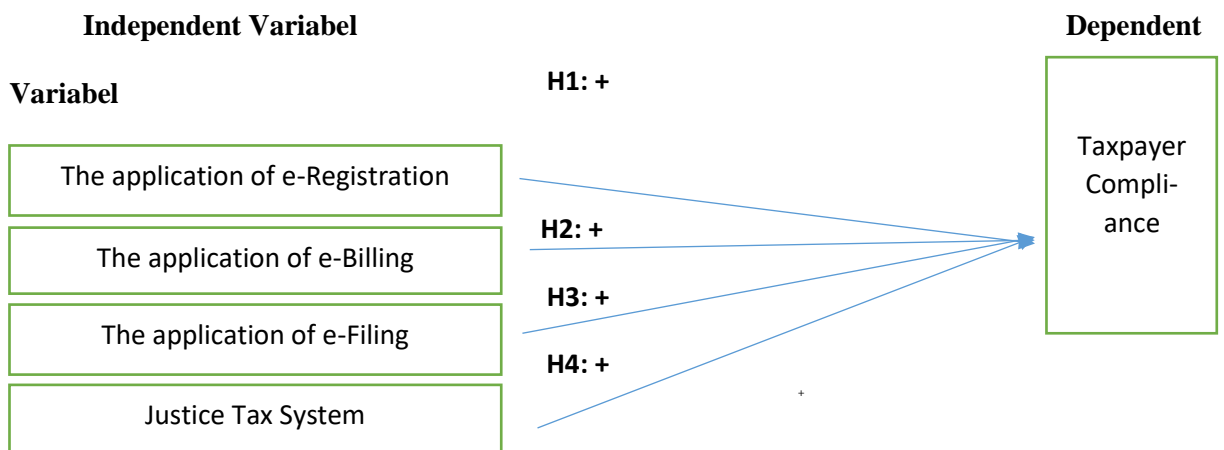 Independent Variabel
Dependent
Variabel
H1: +
The application of e-Registration
H2: +
The application of e-Billing
H3: +
The application of e-Filing
H4: +
Justice Tax System
+
Taxpayer
Compli-
ance